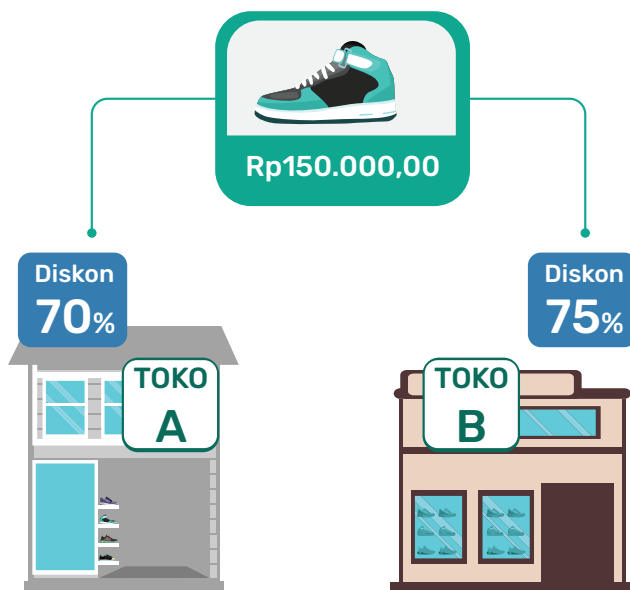 Rp150.000,00
Diskon
70%
Diskon
75%
TOKO
A
TOKO
B